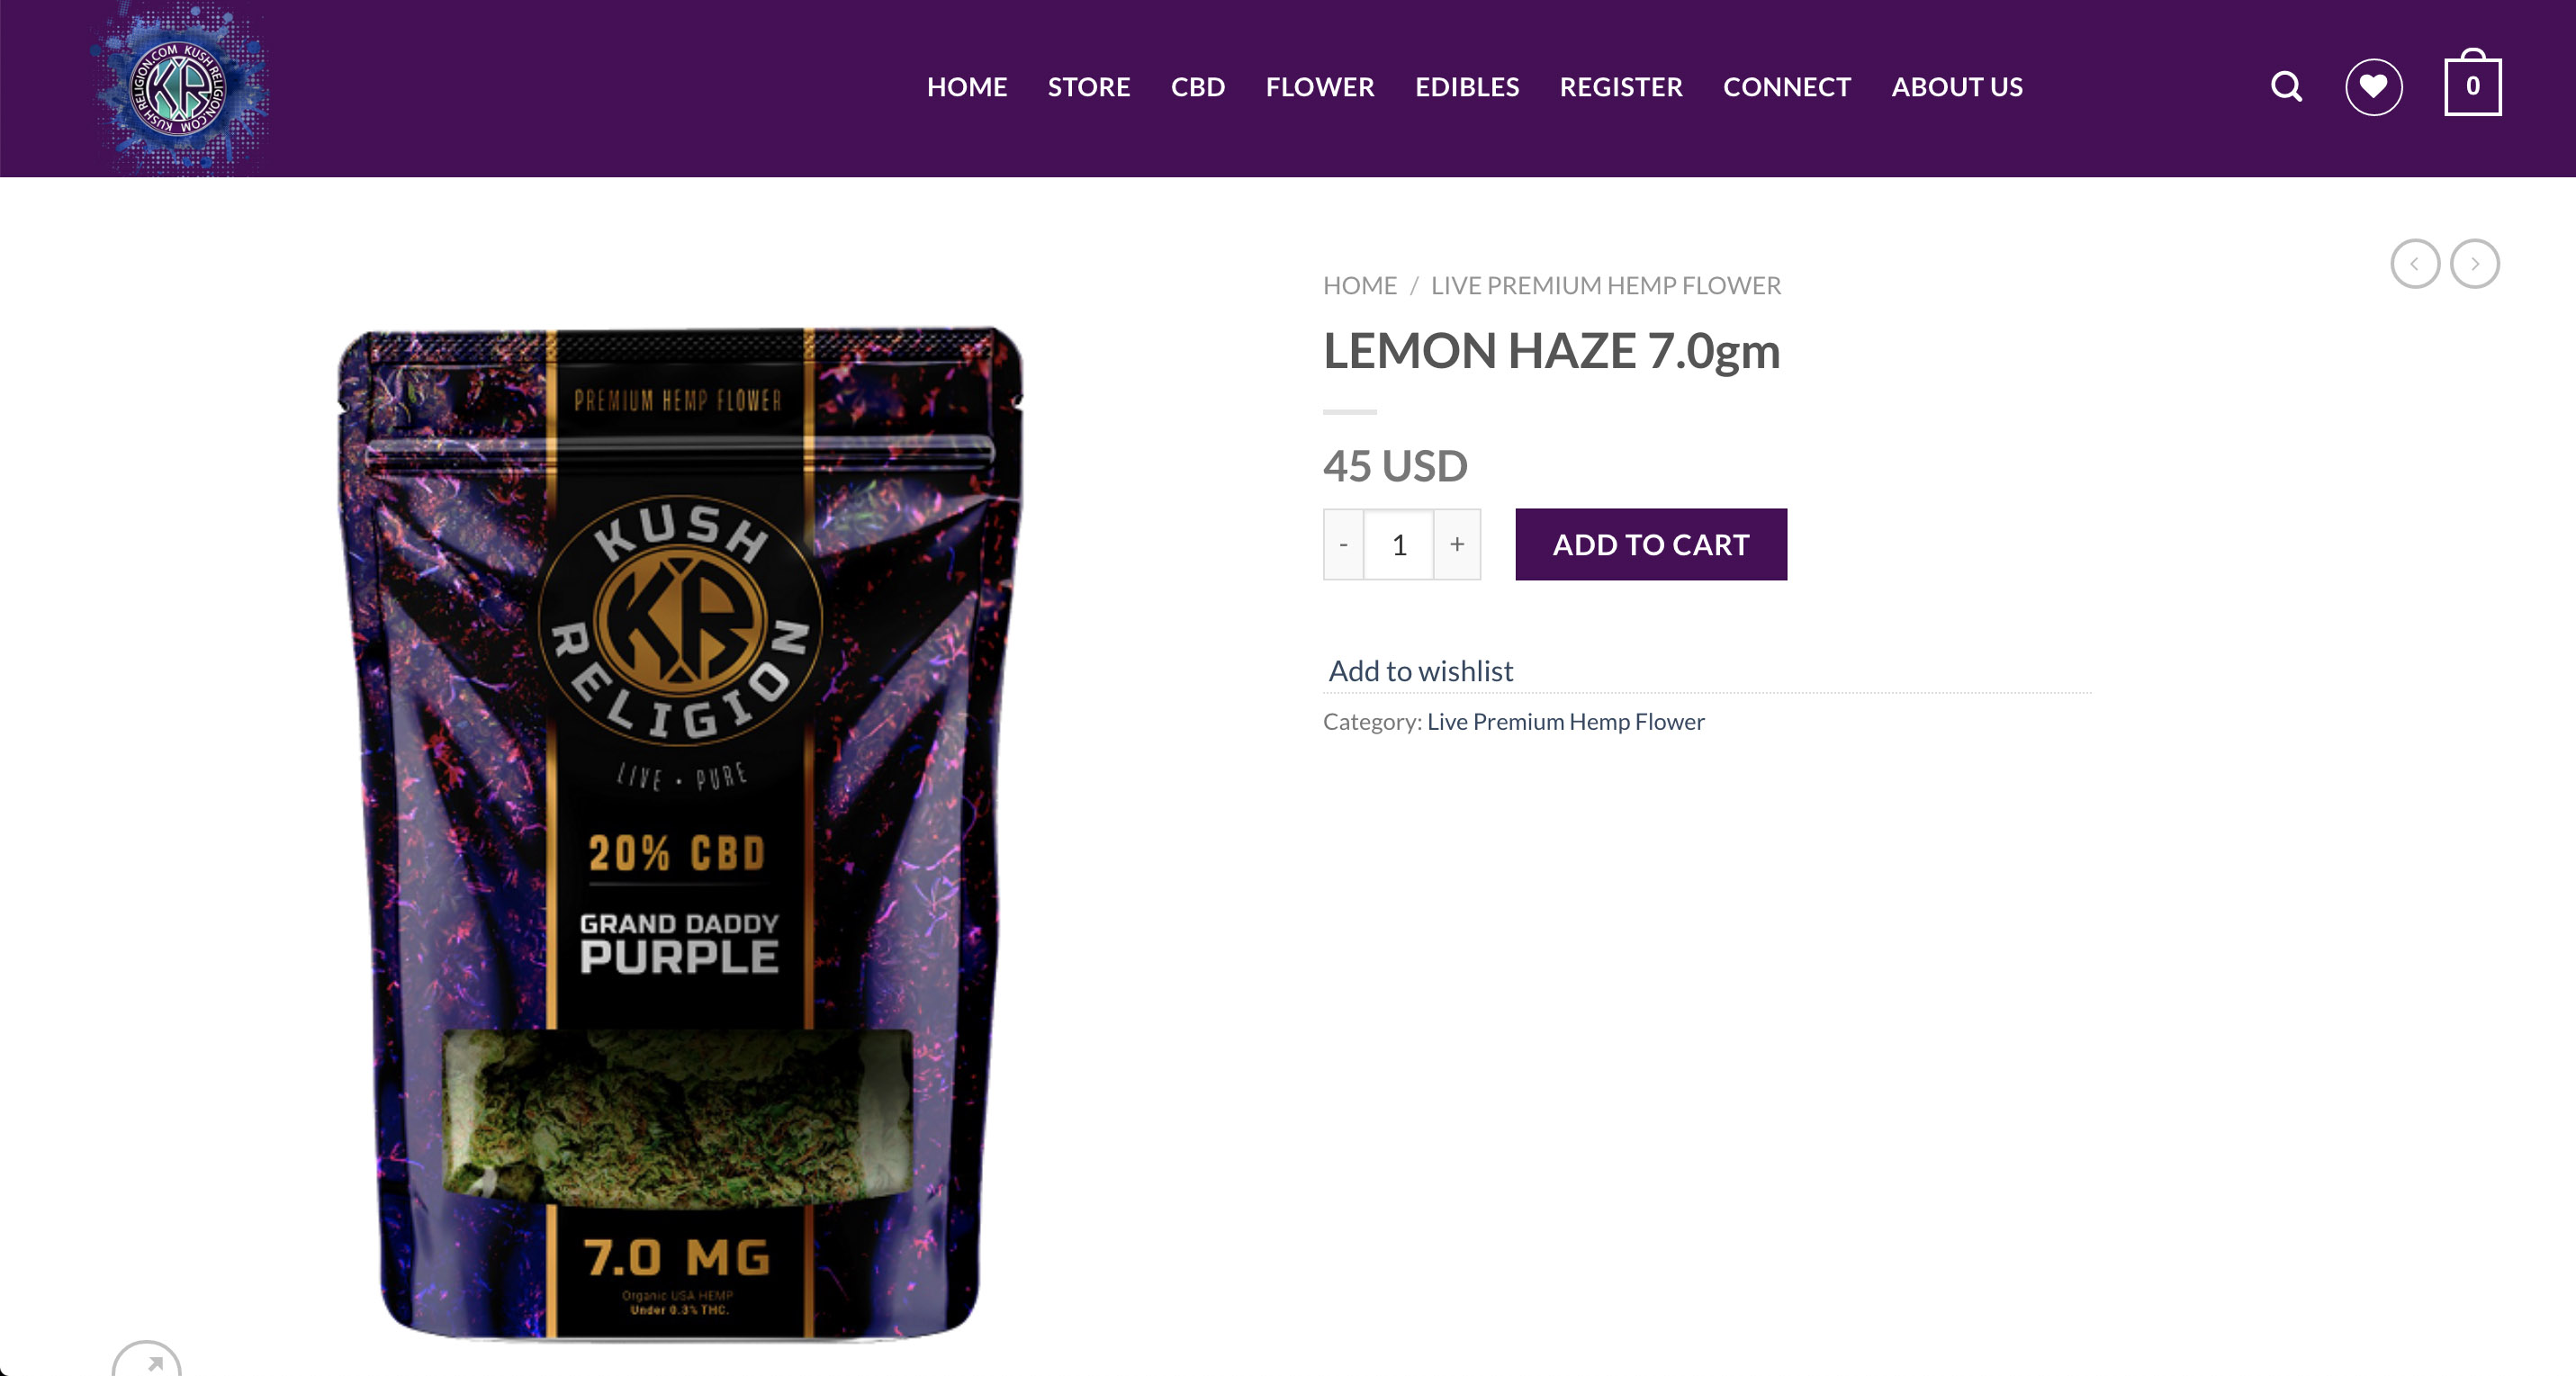 KUSH RELIGION.COM KUSH RELIGION.COM
KR
HOME STORE CBD FLOWER EDIBLES REGISTER CONNECT ABOUT US
0
HOME / LIVE PREMIUM HEMP FLOWER
LEMON HAZE 7.0gm
45 USD
- 1 +
ADD TO CART
Add to wishlist
Category: Live Premium Hemp Flower
PREMIUM HEMP FLOWER
KUSH
KR
RELIGION
LIVE • PURE
20% CBD
GRAND DADDY
PURPLE
7.0 MG
Organic USA HEMP
Under 0.3% THC.